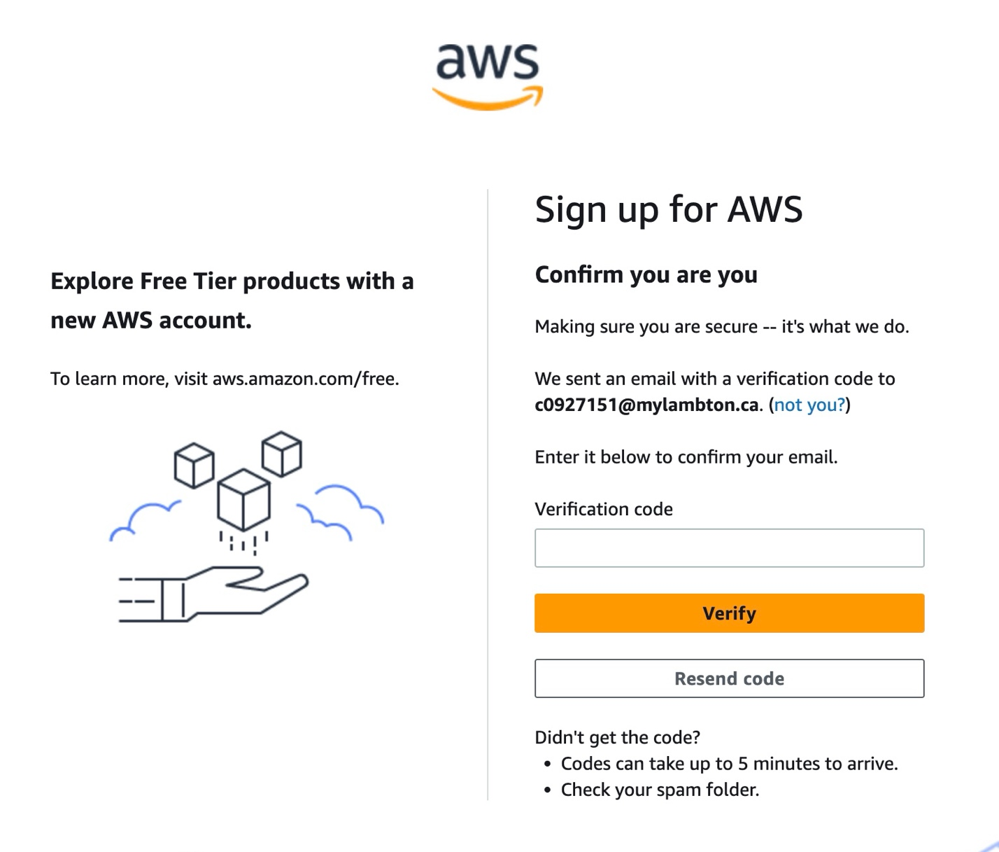 aws
Explore Free Tier products with a
new AWS account.
To learn more, visit aws.amazon.com/free.
Sign up for AWS
Confirm you are you
Making sure you are secure -- it's what we do.
We sent an email with a verification code to
c0927151@mylambton.ca. (not you?)
Enter it below to confirm your email.
Verification code
Verify
Resend code
Didn't get the code?
• Codes can take up to 5 minutes to arrive.
• Check your spam folder.